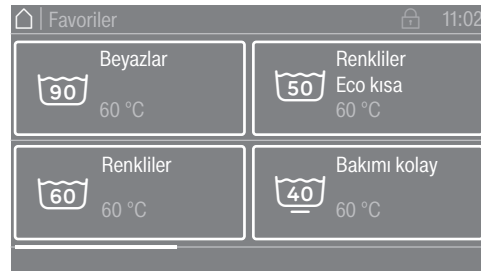 Favoriler 11:02
Beyazlar
90
60 °C
Renkliler
Eco kısa
50
60 °C
Renkliler
60
60 °C
Bakımı kolay
40
60 °C